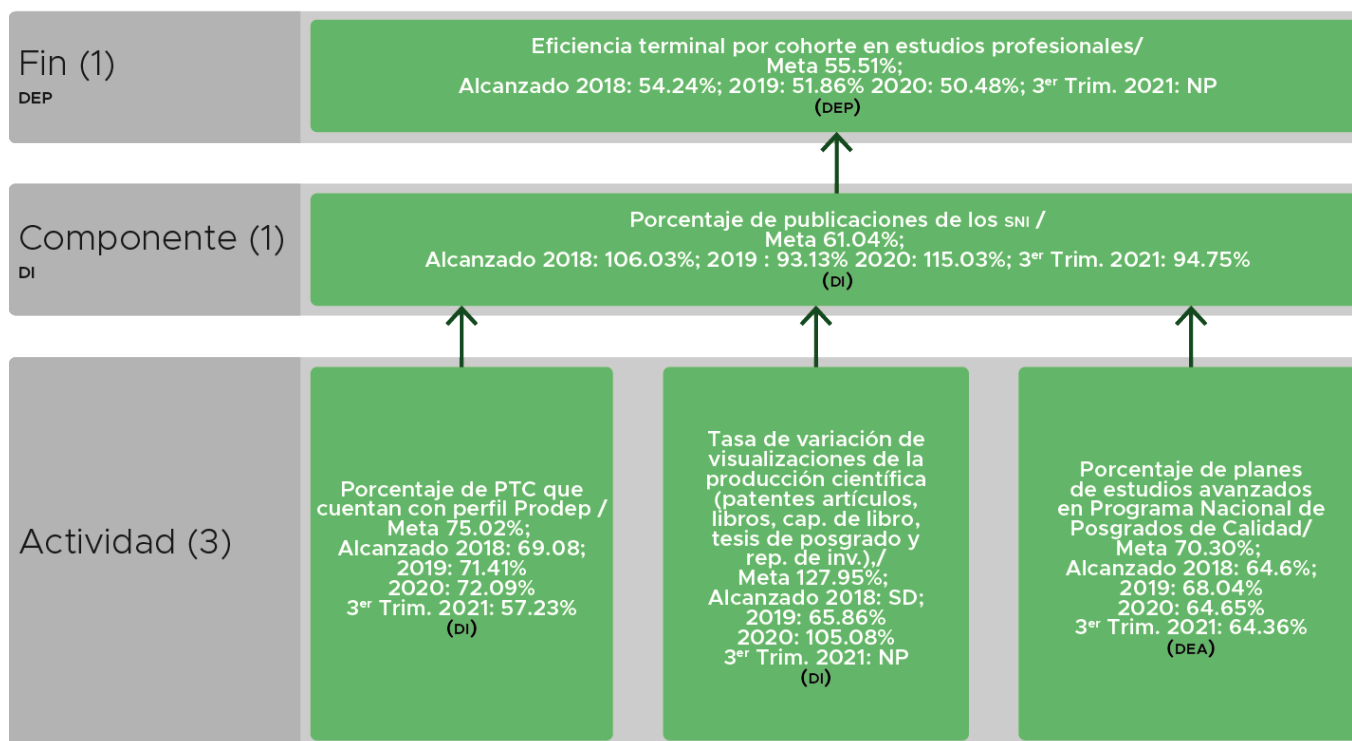 Fin (1)
DEP
Eficiencia terminal por cohorte en estudios profesionales/
Meta 55.51%;
Alcanzado 2018: 54.24%; 2019: 51.86% 2020: 50.48%; 3er Trim. 2021: NP
(DEP)
Componente (1)
DI
Porcentaje de publicaciones de los SNI /
Meta 61.04%;
Alcanzado 2018: 106.03%; 2019 : 93.13% 2020: 115.03%; 3er Trim. 2021: 94.75%
(DI)
Actividad (3)
Porcentaje de PTC que
cuentan con perfil Prodep /
Meta 75.02%;
Alcanzado 2018: 69.08;
2019: 71.41%
2020: 72.09%
3er Trim. 2021: 57.23%
(DI)
Tasa de variación de
visualizaciones de la
producción científica
(patentes artículos,
libros, cap. de libro,
tesis de posgrado y
rep. de inv.),/
Meta 127.95%;
Alcanzado 2018: SD;
2019: 65.86%
2020: 105.08%
3er Trim. 2021: NP
(DI)
Porcentaje de planes
de estudios avanzados
en Programa Nacional de
Posgrados de Calidad/
Meta 70.30%;
Alcanzado 2018: 64.6%;
2019: 68.04%
2020: 64.65%
3er Trim. 2021: 64.36%
(DEA)